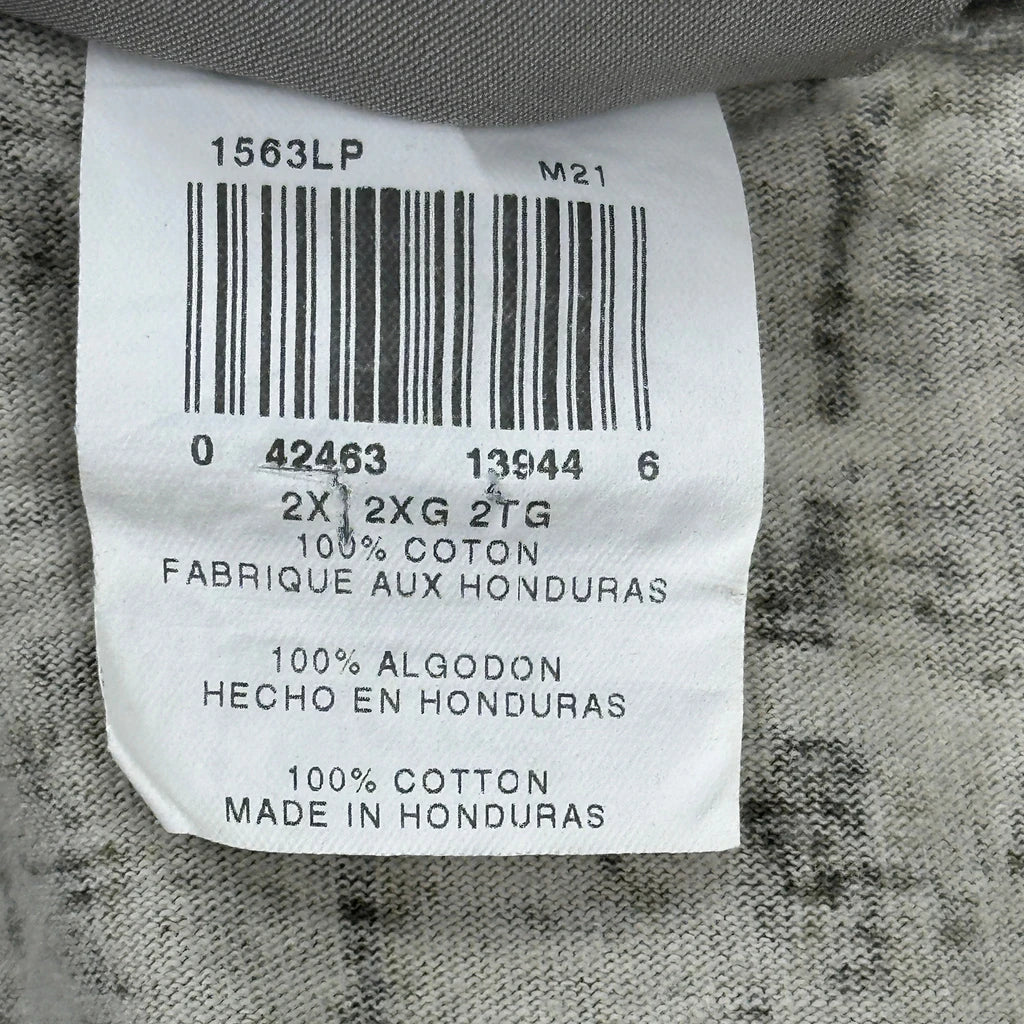 1563LP M21
0 42463 13944 6
2X 2XG 2TG
100% COTON
FABRIQUE AUX HONDURAS
100% ALGODON
HECHO EN HONDURAS
100% COTTON
MADE IN HONDURAS